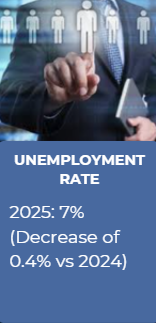 UNEMPLOYMENT
RATE
2025: 7%
(Decrease of
0.4% vs 2024)